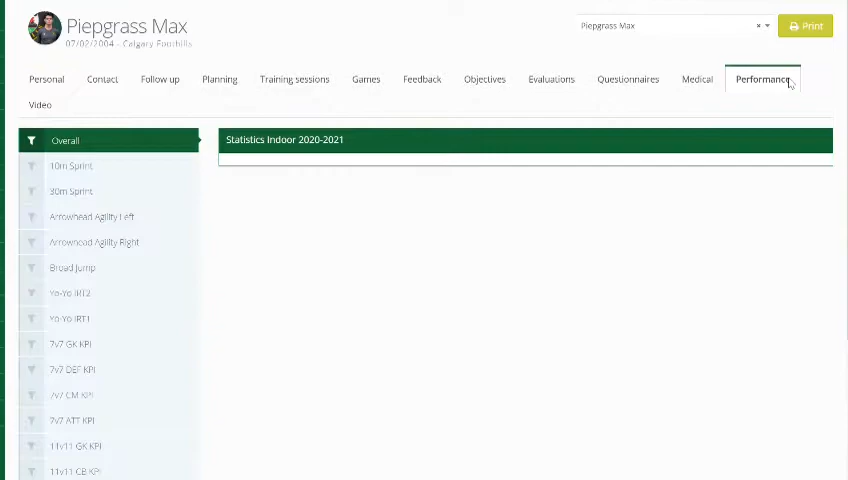 Piepgrass Max
07/02/2004 - Calgary Foothills
Piepgrass Max × Print
Personal Contact Follow up Planning Training sessions Games Feedback Objectives Evaluations Questionnaires Medical Performance
Video
Overall
Statistics Indoor 2020-2021
10m Sprint
30m Sprint
Arrowhead Agility Left
Arrowhead Agility Right
Broad Jump
Yo-Yo IRT2
Yo-Yo IRT1
7v7 GK KPI
7v7 DEF KPI
7v7 CM KPI
7v7 ATT KPI
11v11 GK KPI
11v11 CB KPI